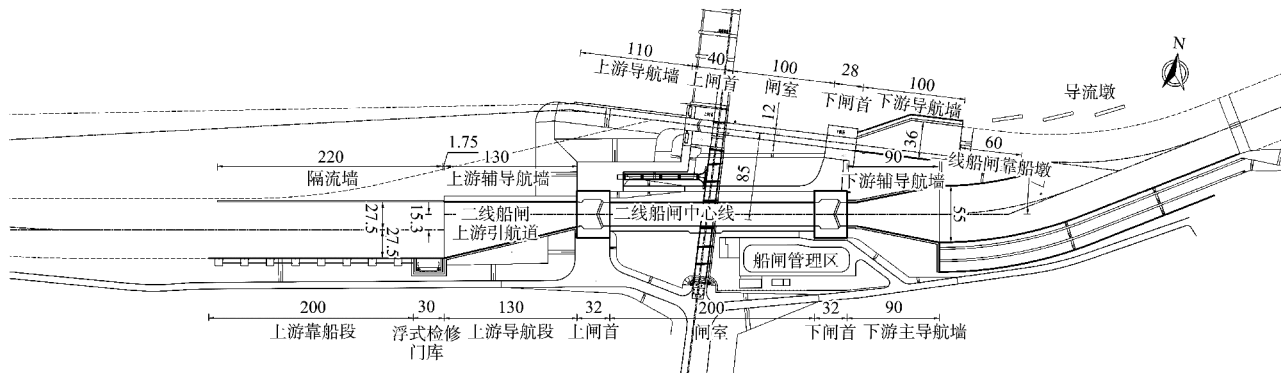 110
上游导航墙
40
上闸首
100
闸室
28
下闸首
100
下游导航墙
N
导流墩
12
36
60
线船闸靠船墩
1.75
220
隔流墙
130
上游辅导航墙
85
90
下游辅导航墙
27.5
15.3
27.5
二线船闸
上游引航道
二线船闸中心线
55
船闸管理区
200
上游靠船段
30
浮式检修
门库
130
上游导航段
32
上闸首
200
闸室
32
下闸首
90
下游主导航墙